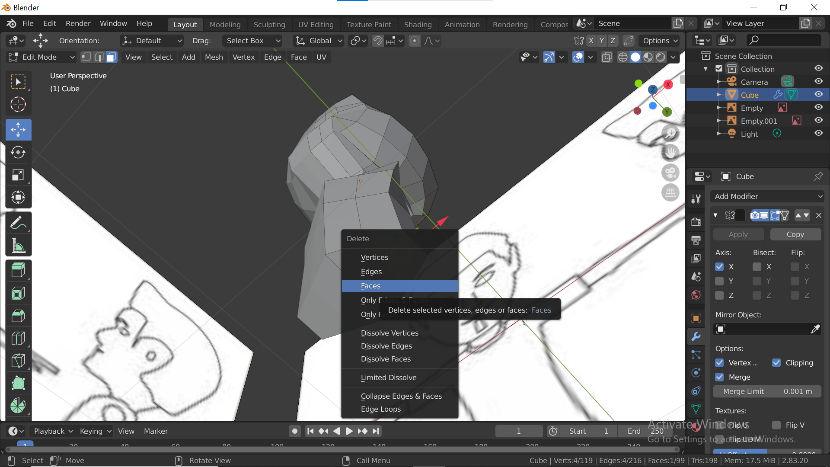 Blender
File Edit Render Window Help Layout Modeling Sculpting UV Editing Texture Paint Shading Animation Rendering Compos Scene View Layer
Orientation: Default Drag: Select Box Global X Y Z Options
Edit Mode View Select Add Mesh Vertex Edge Face UV
User Perspective
(1) Cube
Scene Collection
Collection
Camera
Cube
Empty
Empty.001
Light
Cube
Add Modifier
Apply Copy
Axis: Bisect: Flip:
X X X
Y Y Y
Z Z Z
Mirror Object:
Options:
Vertex ... Clipping
Merge
Merge Limit 0.001 m
Textures:
Flip U Flip V
Delete
Vertices
Edges
Faces
Delete selected vertices, edges or faces: Faces
Dissolve Vertices
Dissolve Edges
Dissolve Faces
Limited Dissolve
Collapse Edges & Faces
Edge Loops
Activate Windows
Go to Settings to activate Windows.
Playback Keying View Marker 1 Start 1 End 250
Select Move Rotate View Call Menu Cube | Verts:4/119 | Edges:4/216 | Faces:1/99 | Tris:198 | Mem: 17.5 MiB | 2.83.20